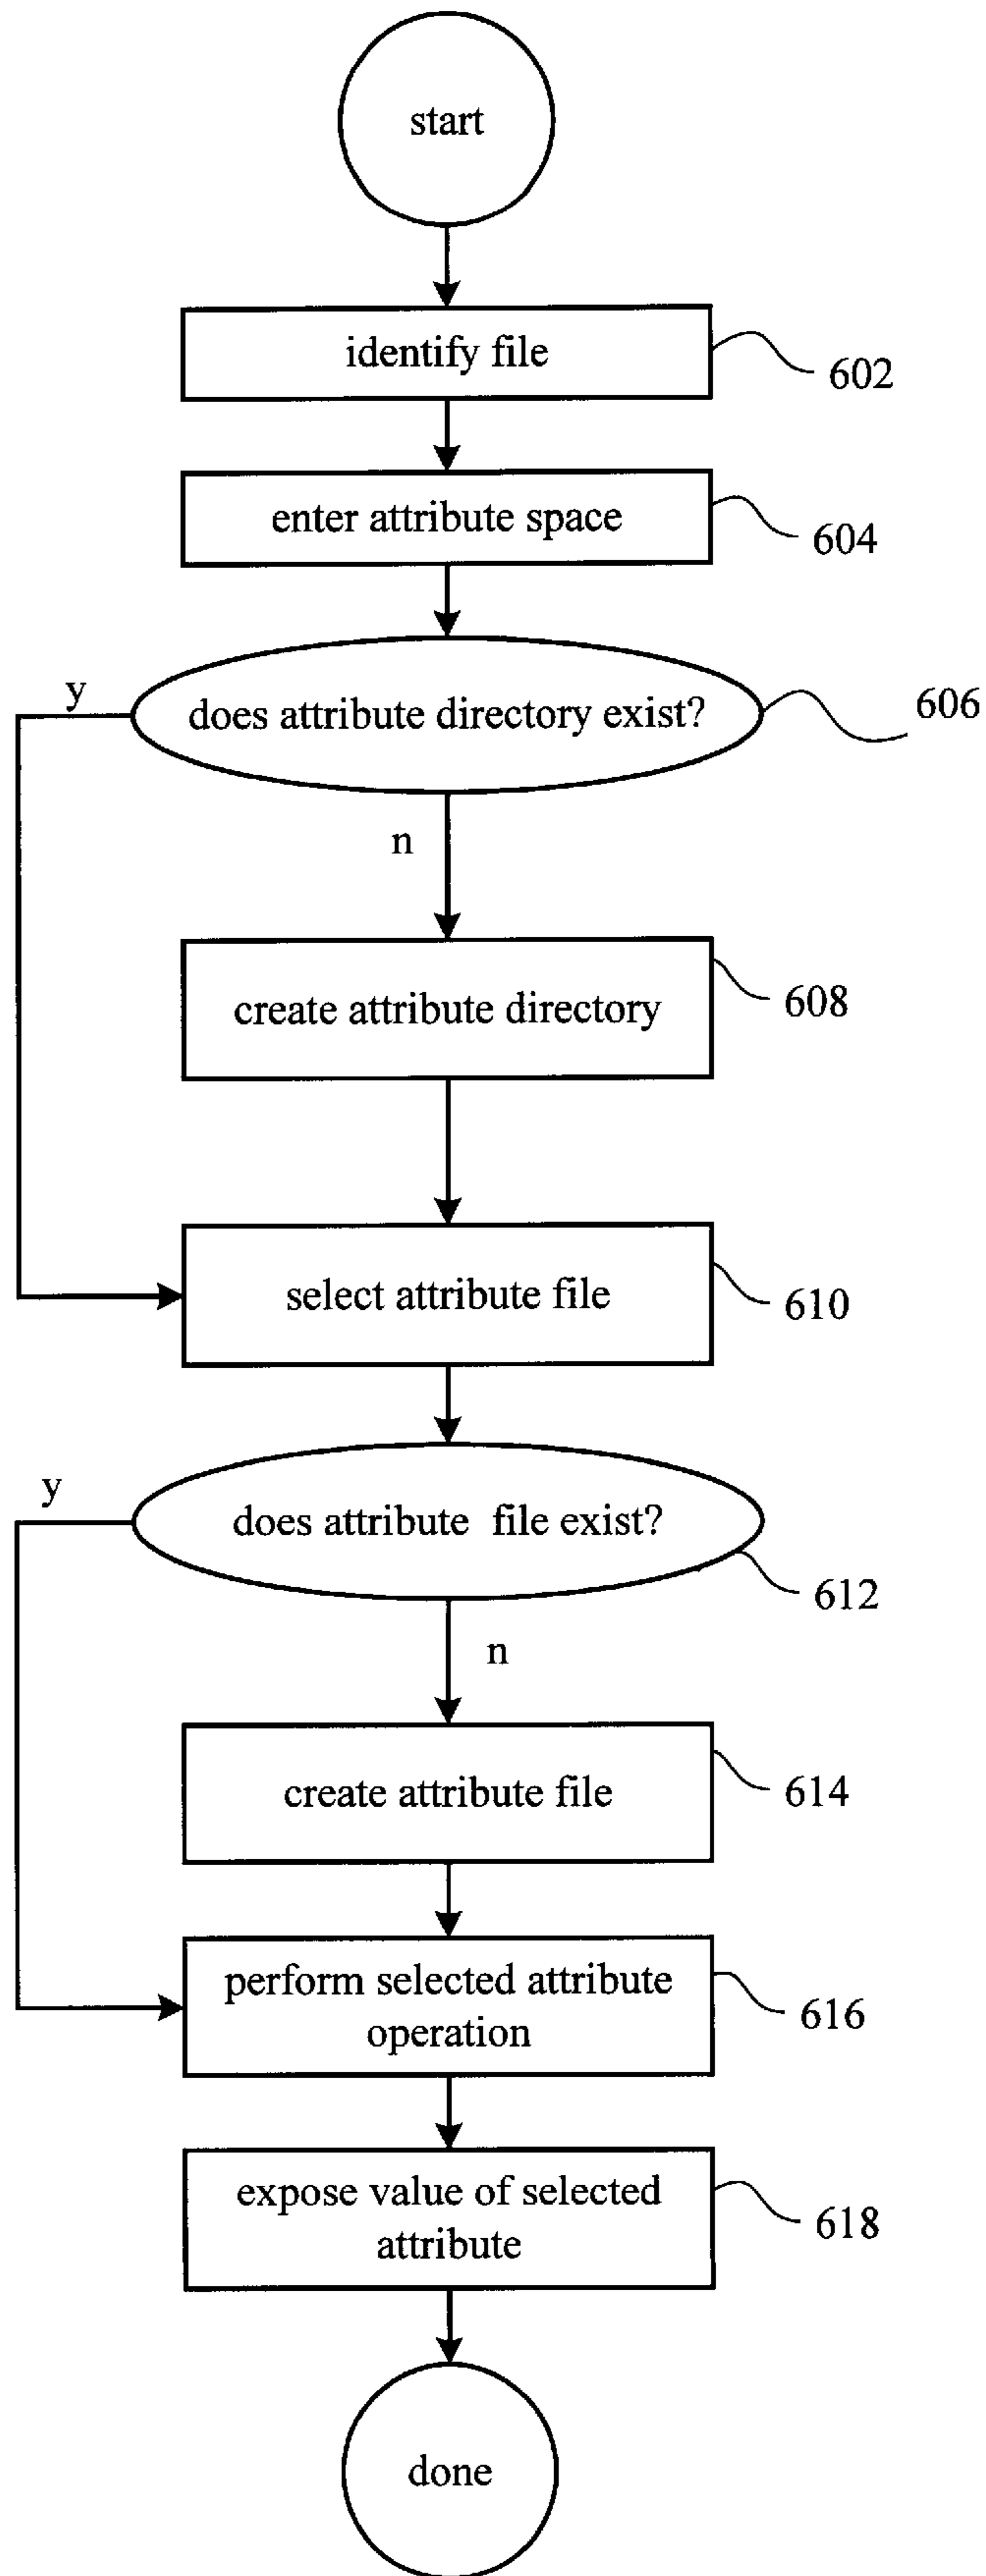 start
identify file
602
enter attribute space
604
y
does attribute directory exist?
606
n
create attribute directory
608
select attribute file
610
y
does attribute file exist?
612
n
create attribute file
614
perform selected attribute
operation
616
expose value of selected
attribute
618
done